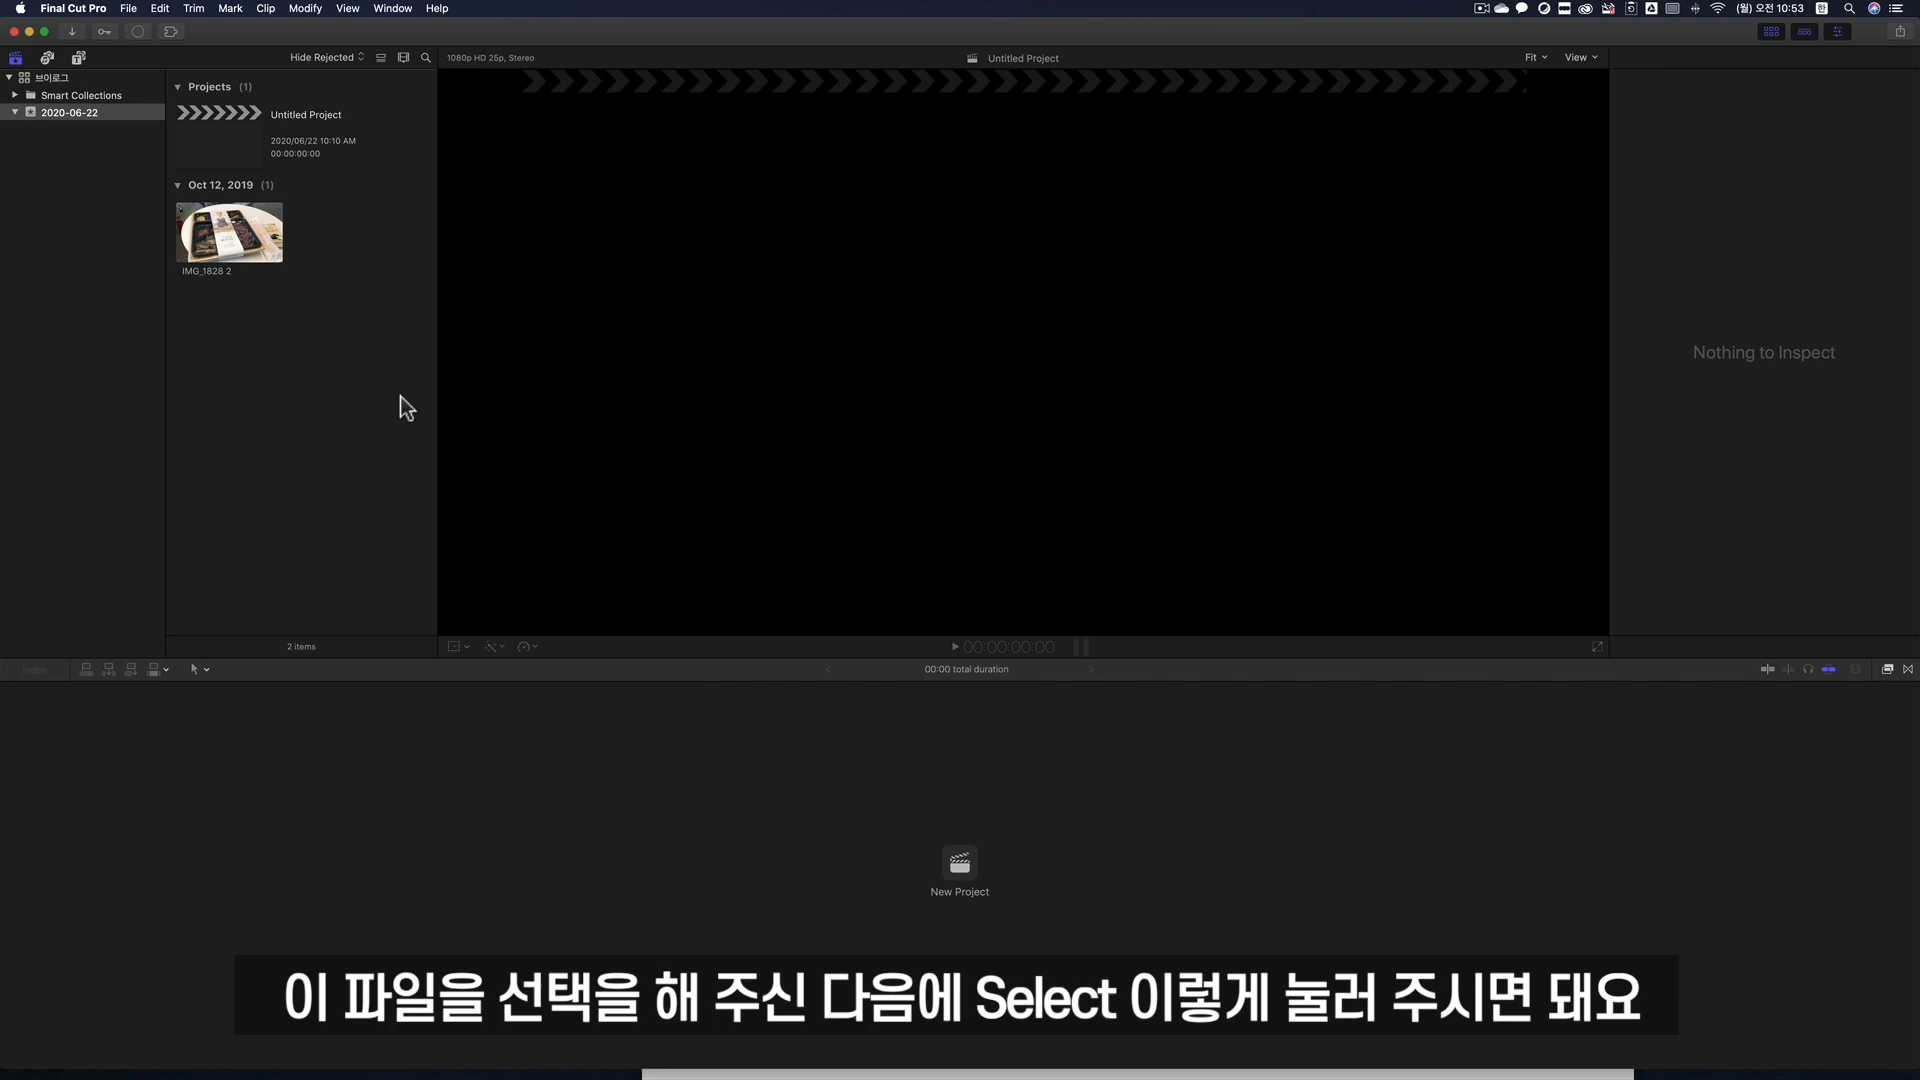 Final Cut Pro File Edit Trim Mark Clip Modify View Window Help (월) 오전 10:53 한
Hide Rejected 1080p HD 25p, Stereo Untitled Project Fit View
브이로그
Smart Collections
2020-06-22
Projects (1)
Untitled Project
2020/06/22 10:10 AM
00:00:00:00
Oct 12, 2019 (1)
IMG_1828 2
Nothing to Inspect
2 items 00:00:00:00
Index 00:00 total duration
New Project
이 파일을 선택을 해 주신 다음에 Select 이렇게 눌러 주시면 돼요